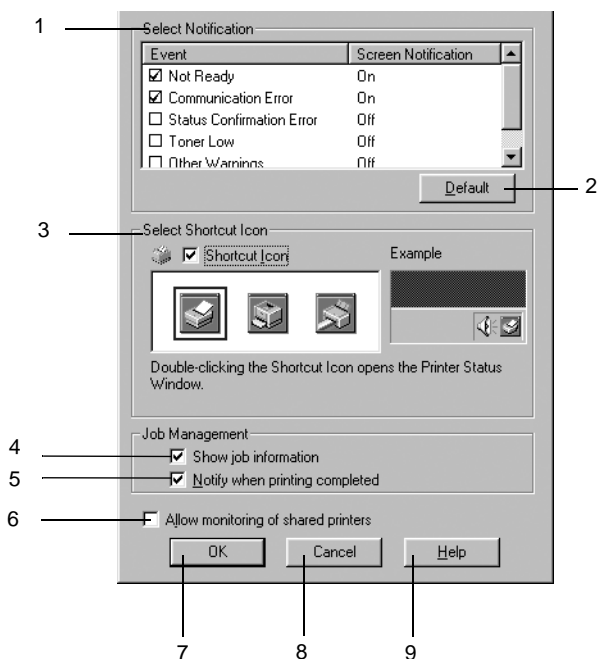 1 Select Notification
Event Screen Notification
Not Ready On
Communication Error On
Status Confirmation Error Off
Toner Low Off
Other Warnings Off
Default 2
3 Select Shortcut Icon
Shortcut Icon Example
Double-clicking the Shortcut Icon opens the Printer Status
Window.
Job Management
4 Show job information
5 Notify when printing completed
6 Allow monitoring of shared printers
OK Cancel Help
7 8 9